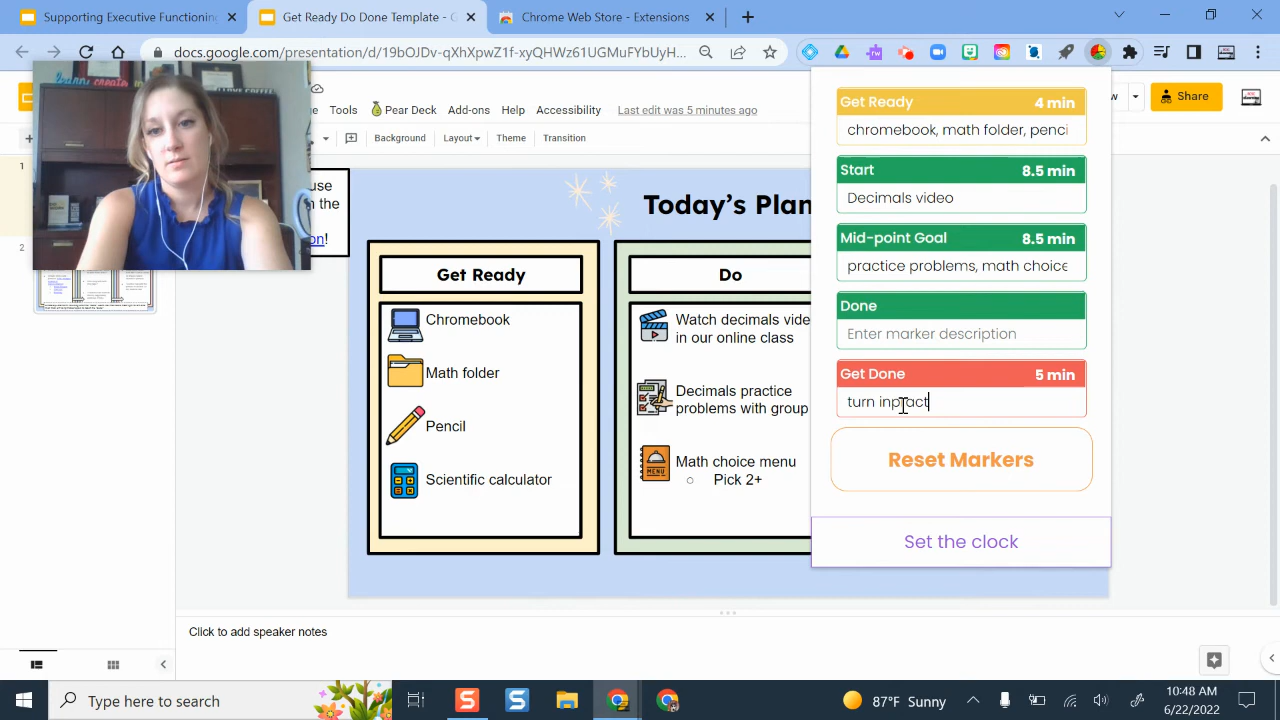 Supporting Executive Functioning
Get Ready Do Done Template - G
Chrome Web Store - Extensions
docs.google.com/presentation/d/19bOJDv-qXhXpwZ1f-xyQHWz61UGMuFYbUyH...
Tools
Pear Deck
Add-ons
Help
Accessibility
Last edit was 5 minutes ago
Share
Background
Layout
Theme
Transition
1
2
use
the
on!
Today's Plan
Get Ready
Chromebook
Math folder
Pencil
Scientific calculator
Do
Watch decimals vide
in our online class
Decimals practice
problems with group
MENU
Math choice menu
○ Pick 2+
Get Ready 4 min
chromebook, math folder, penci
Start 8.5 min
Decimals video
Mid-point Goal 8.5 min
practice problems, math choice
Done
Enter marker description
Get Done 5 min
turn inpract
Reset Markers
Set the clock
Click to add speaker notes
Type here to search
87°F Sunny
10:48 AM
6/22/2022